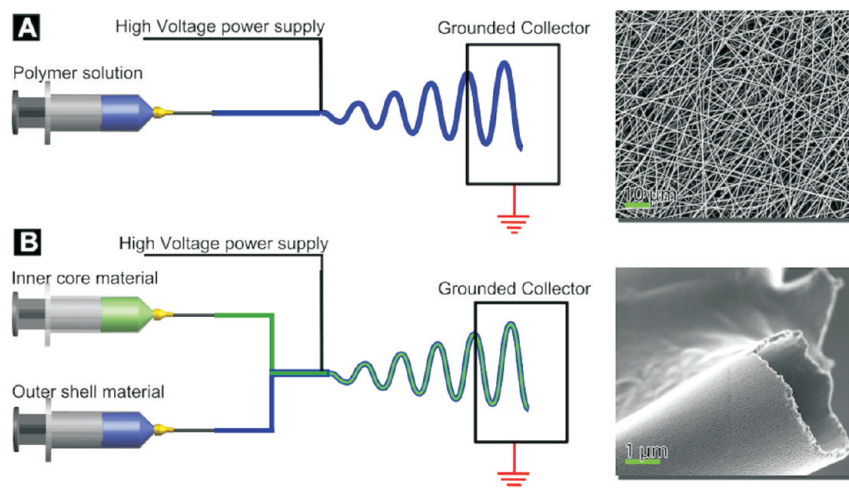 A
High Voltage power supply
Grounded Collector
Polymer solution
10 μm
B
High Voltage power supply
Inner core material
Grounded Collector
Outer shell material
1 μm